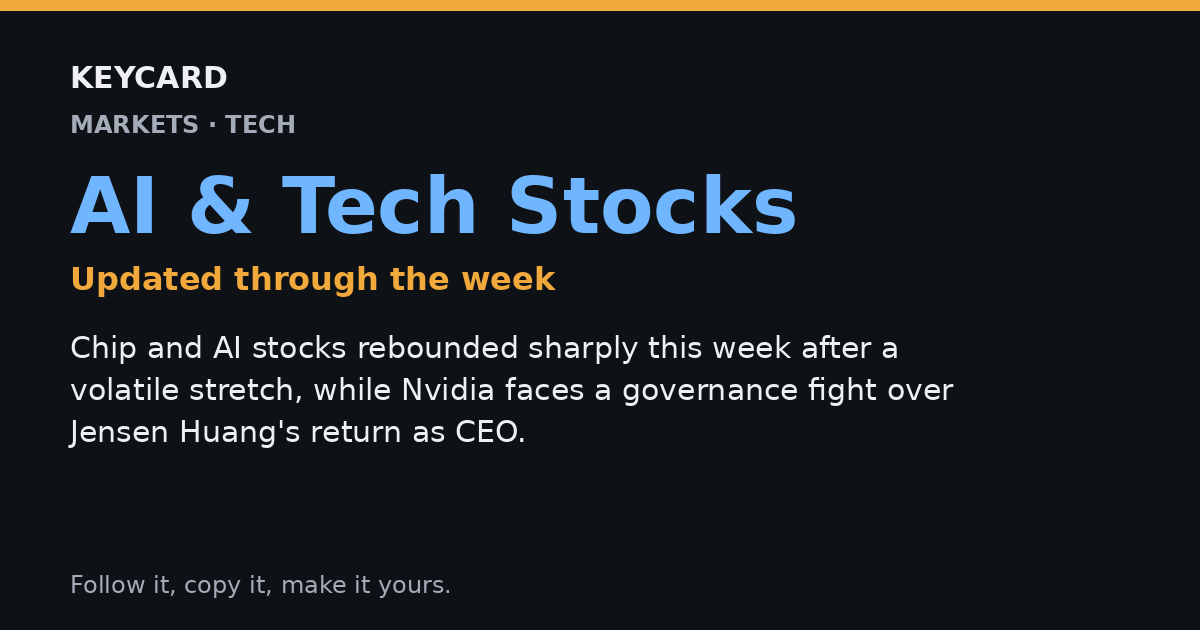 KEYCARD
MARKETS · TECH
AI & Tech Stocks
Updated through the week
Chip and AI stocks rebounded sharply this week after a
volatile stretch, while Nvidia faces a governance fight over
Jensen Huang's return as CEO.
Follow it, copy it, make it yours.